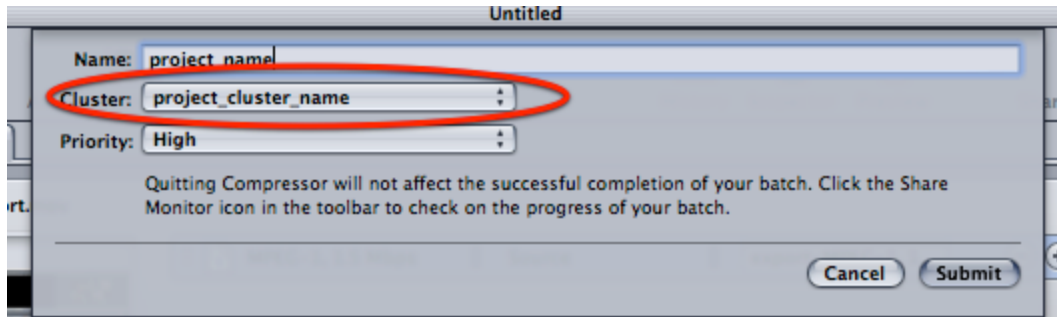 Untitled
Name: project_name
Cluster: project_cluster_name
Priority: High
Quitting Compressor will not affect the successful completion of your batch. Click the Share
Monitor icon in the toolbar to check on the progress of your batch.
rt.
Cancel Submit